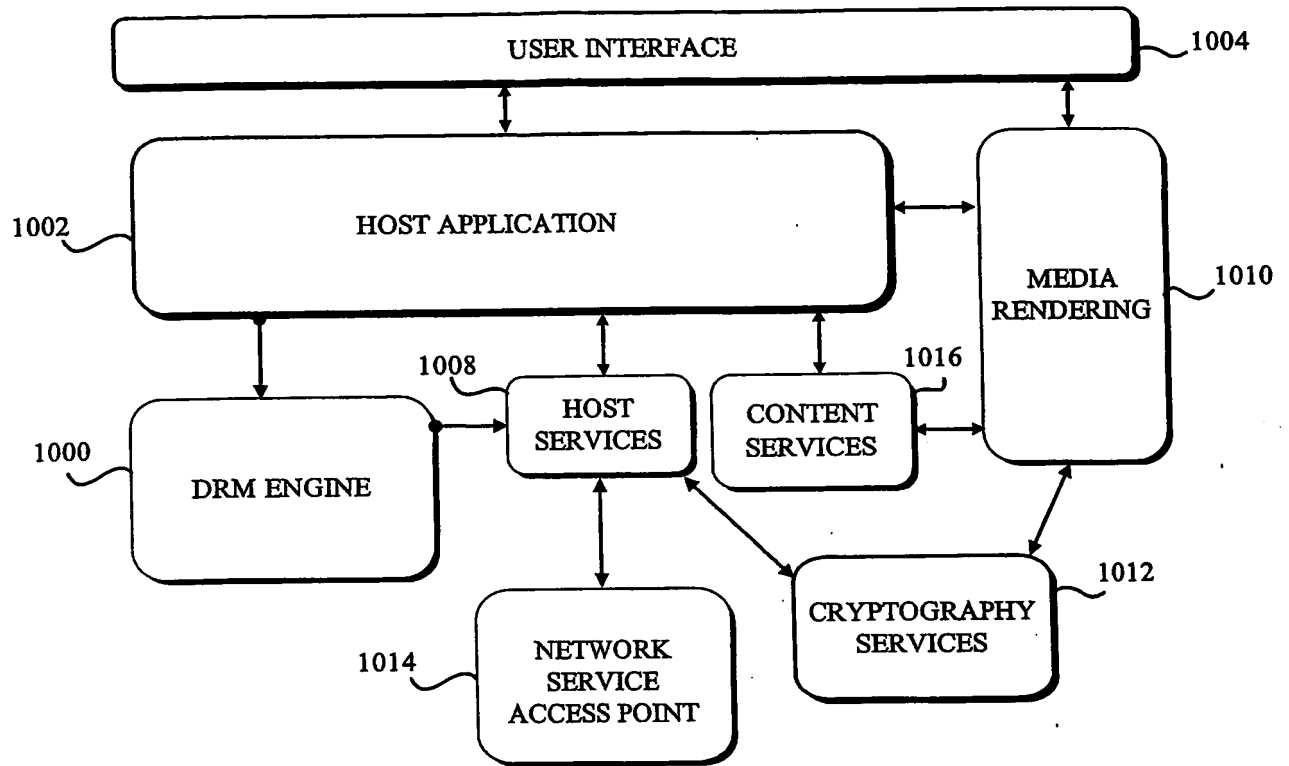 USER INTERFACE
1004
HOST APPLICATION
1002
MEDIA
RENDERING
1010
1008
HOST
SERVICES
1016
CONTENT
SERVICES
1000
DRM ENGINE
1014
NETWORK
SERVICE
ACCESS POINT
CRYPTOGRAPHY
SERVICES
1012